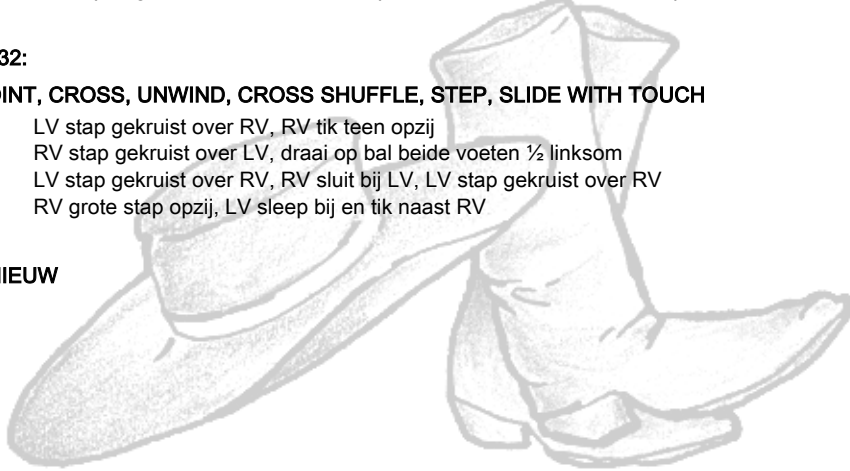 32:
INT, CROSS, UNWIND, CROSS SHUFFLE, STEP, SLIDE WITH TOUCH
LV stap gekruist over RV, RV tik teen opzij
RV stap gekruist over LV, draai op bal beide voeten ½ linksom
LV stap gekruist over RV, RV sluit bij LV, LV stap gekruist over RV
RV grote stap opzij, LV sleep bij en tik naast RV
NIEUW